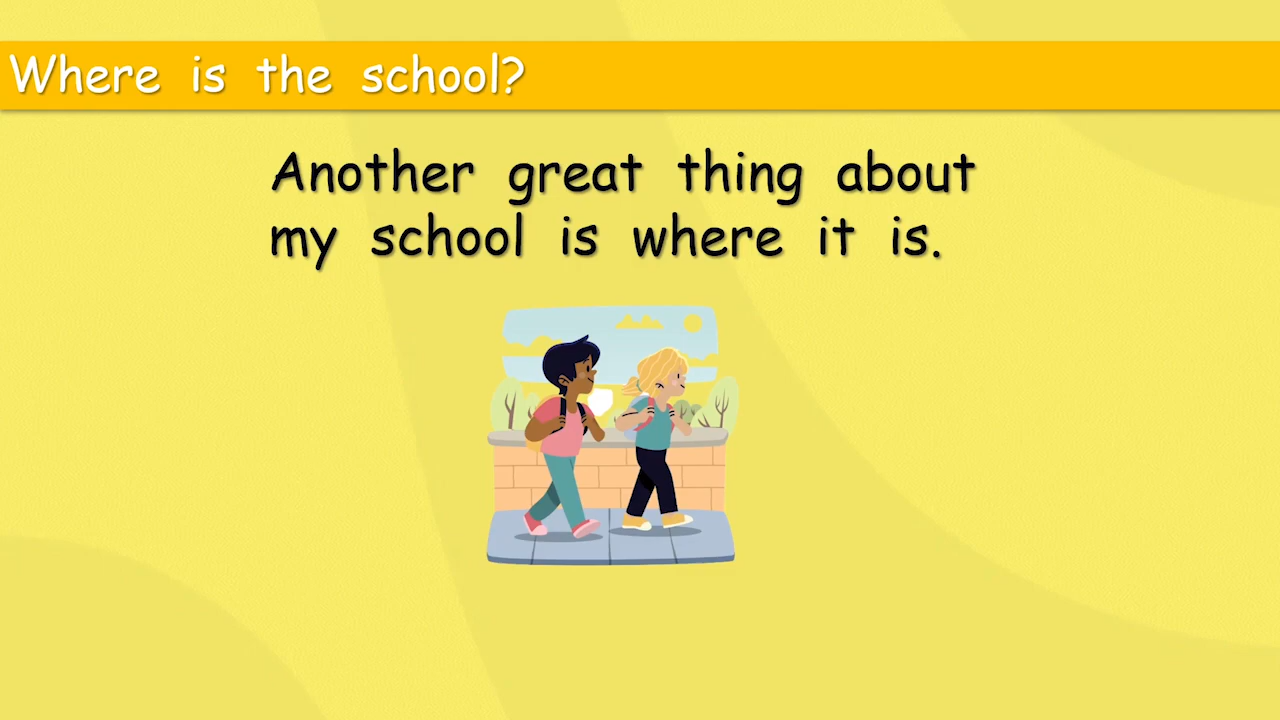 Where is the school?
Another great thing about
my school is where it is.